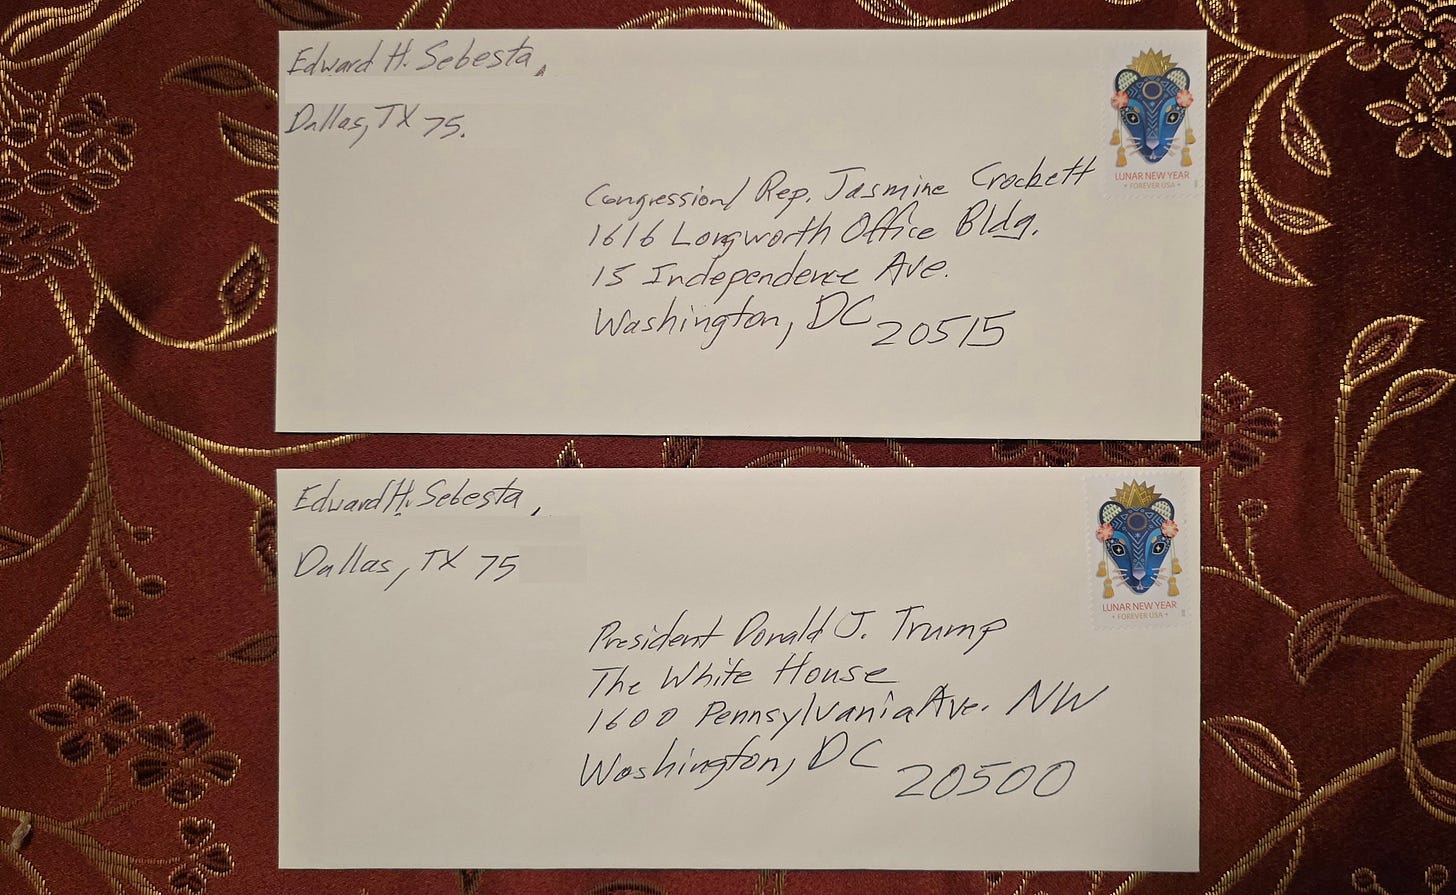 Edward H. Sebesta,
Dallas, TX 75.
LUNAR NEW YEAR
• FOREVER USA •
Congression/ Rep. Jasmine Crockett
1616 Longworth Office Bldg.
15 Independence Ave.
Washington, DC 20515
Edward H. Sebesta,
Dallas, TX 75
LUNAR NEW YEAR
• FOREVER USA •
President Donald J. Trump
The White House
1600 Pennsylvania Ave. NW
Washington, DC 20500